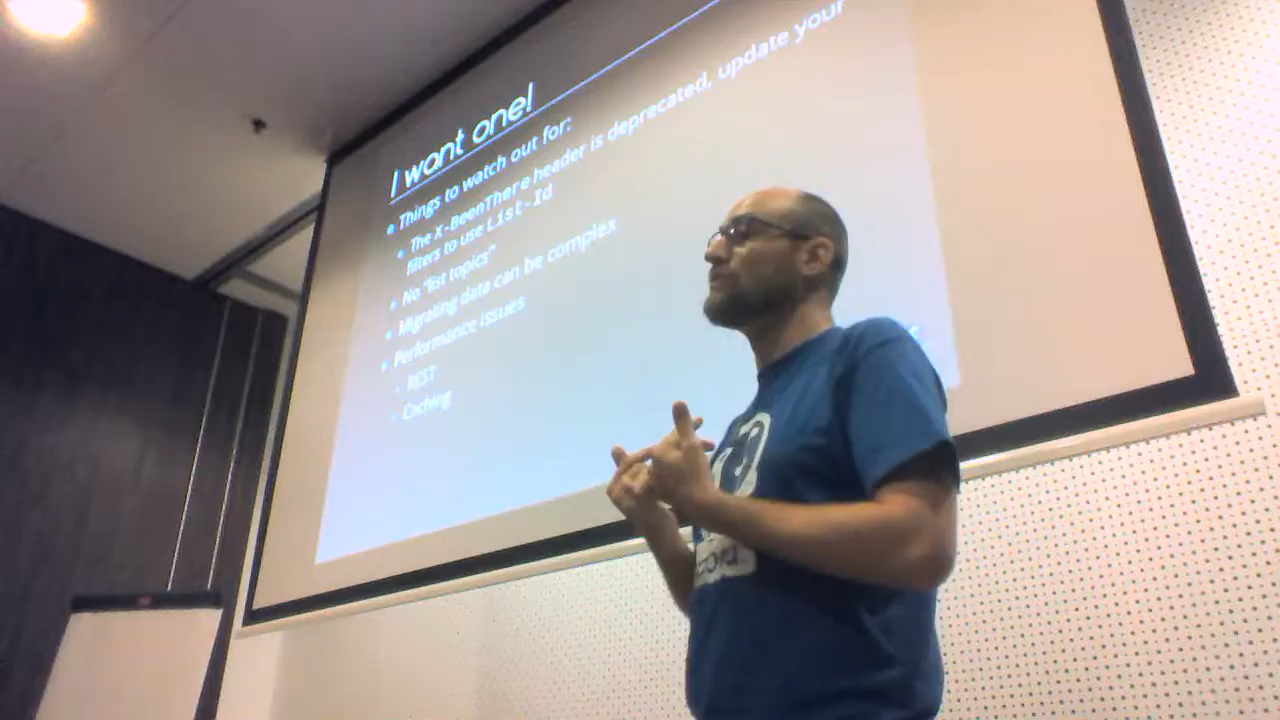 I want one!
Things to watch out for:
The X-BeenThere header is deprecated, update your
filters to use List-Id
No "list topics"
Migrating data can be complex
Performance issues
REST
Caching